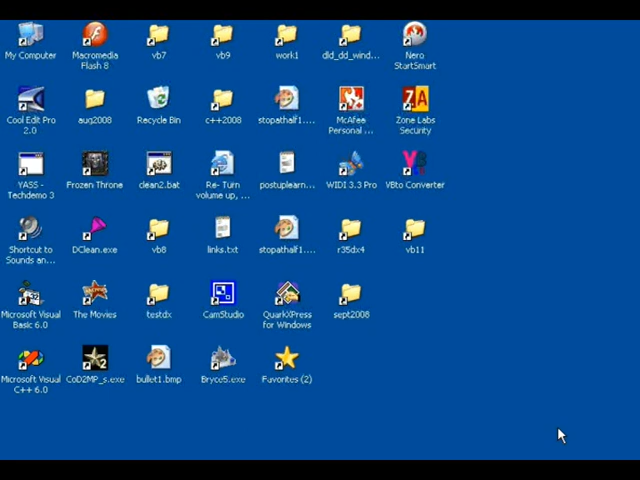 My Computer
Macromedia
Flash 8
vb7
vb9
work1
dld_dd_wind...
Nero
StartSmart
Cool Edit Pro
2.0
aug2008
Recycle Bin
c++2008
stopathalf1....
McAfee
Personal ...
Zone Labs
Security
YASS -
Techdemo 3
Frozen Throne
clean2.bat
Re- Turn
volume up, ...
postuplearn...
WIDI 3.3 Pro
VBto Converter
Shortcut to
Sounds an...
DClean.exe
vb8
links.txt
stopathalf1....
r35dx4
vb11
Microsoft Visual
Basic 6.0
The Movies
testdx
CamStudio
QuarkXPress
for Windows
sept2008
Microsoft Visual
C++ 6.0
CoD2MP_s.exe
bullet1.bmp
Bryce5.exe
Favorites (2)